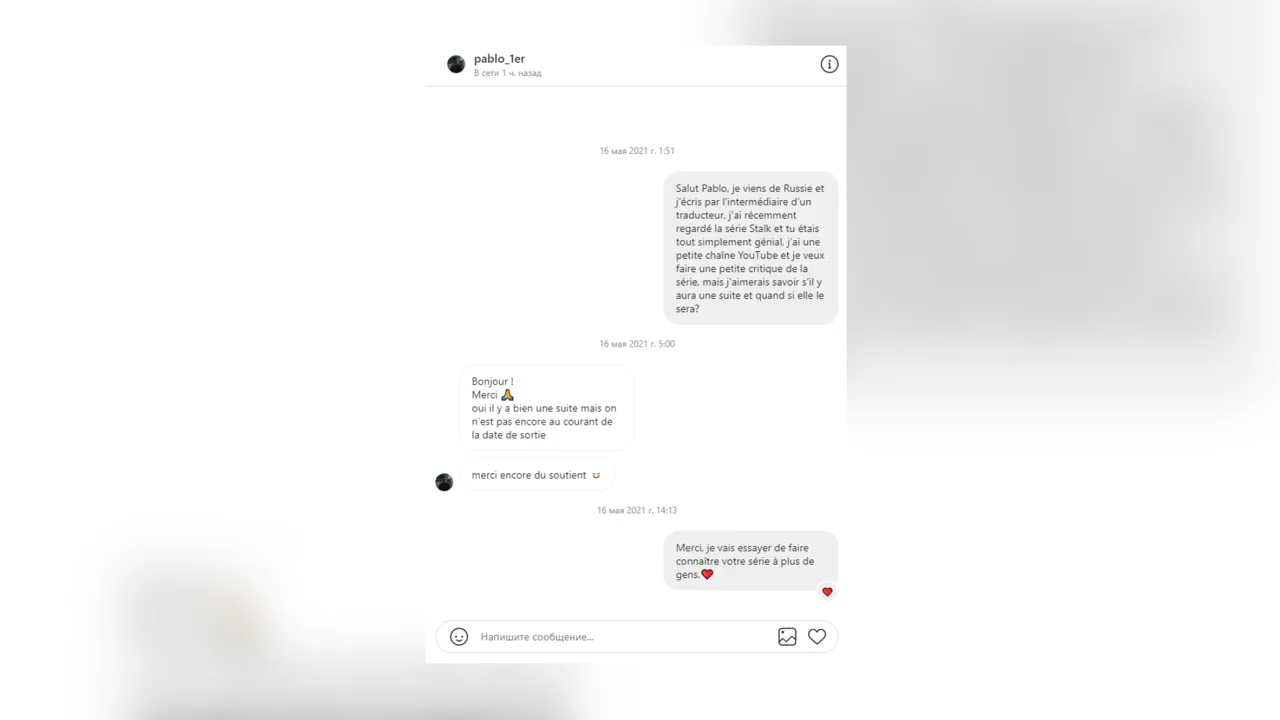 pablo_1er
В сети 1 ч. назад
16 мая 2021 г. 1:51
Salut Pablo, je viens de Russie et
j'écris par l'intermédiaire d'un
traducteur, j'ai récemment
regardé la série Stalk et tu étais
tout simplement génial, j'ai une
petite chaîne YouTube et je veux
faire une petite critique de la
série, mais j'aimerais savoir s'il y
aura une suite et quand si elle le
sera?
16 мая 2021 г. 5:00
Bonjour !
Merci 🙏
oui il y a bien une suite mais on
n'est pas encore au courant de
la date de sortie
merci encore du soutient ☺️
16 мая 2021 г. 14:13
Merci, je vais essayer de faire
connaître votre série à plus de
gens.❤️
Напишите сообщение...